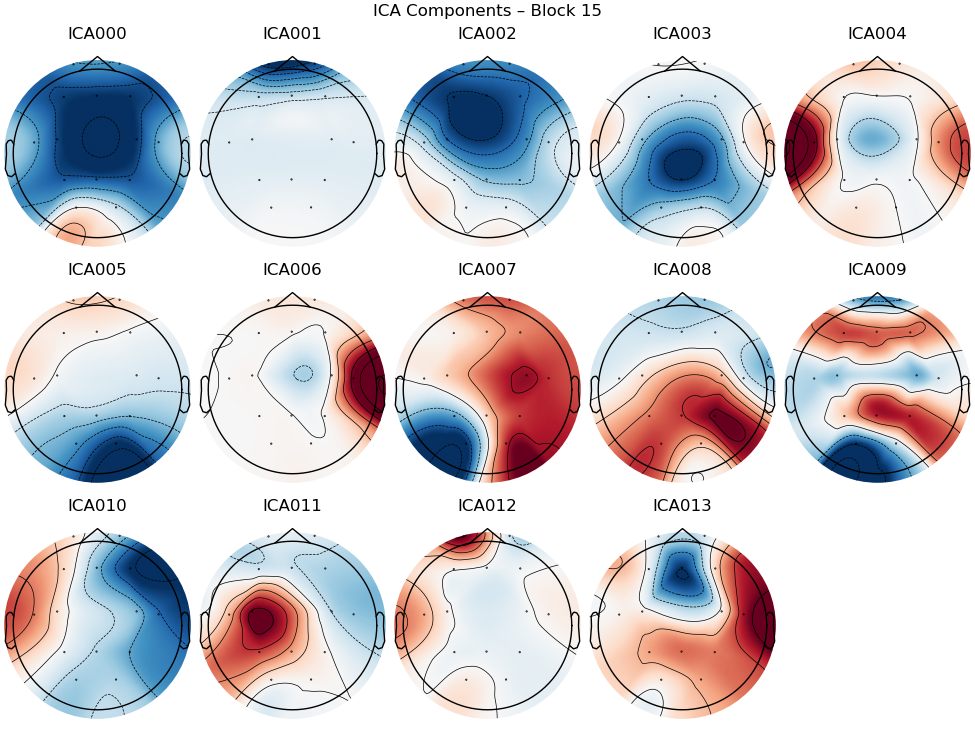 ICA Components – Block 15
ICA000 ICA001 ICA002 ICA003 ICA004
ICA005 ICA006 ICA007 ICA008 ICA009
ICA010 ICA011 ICA012 ICA013